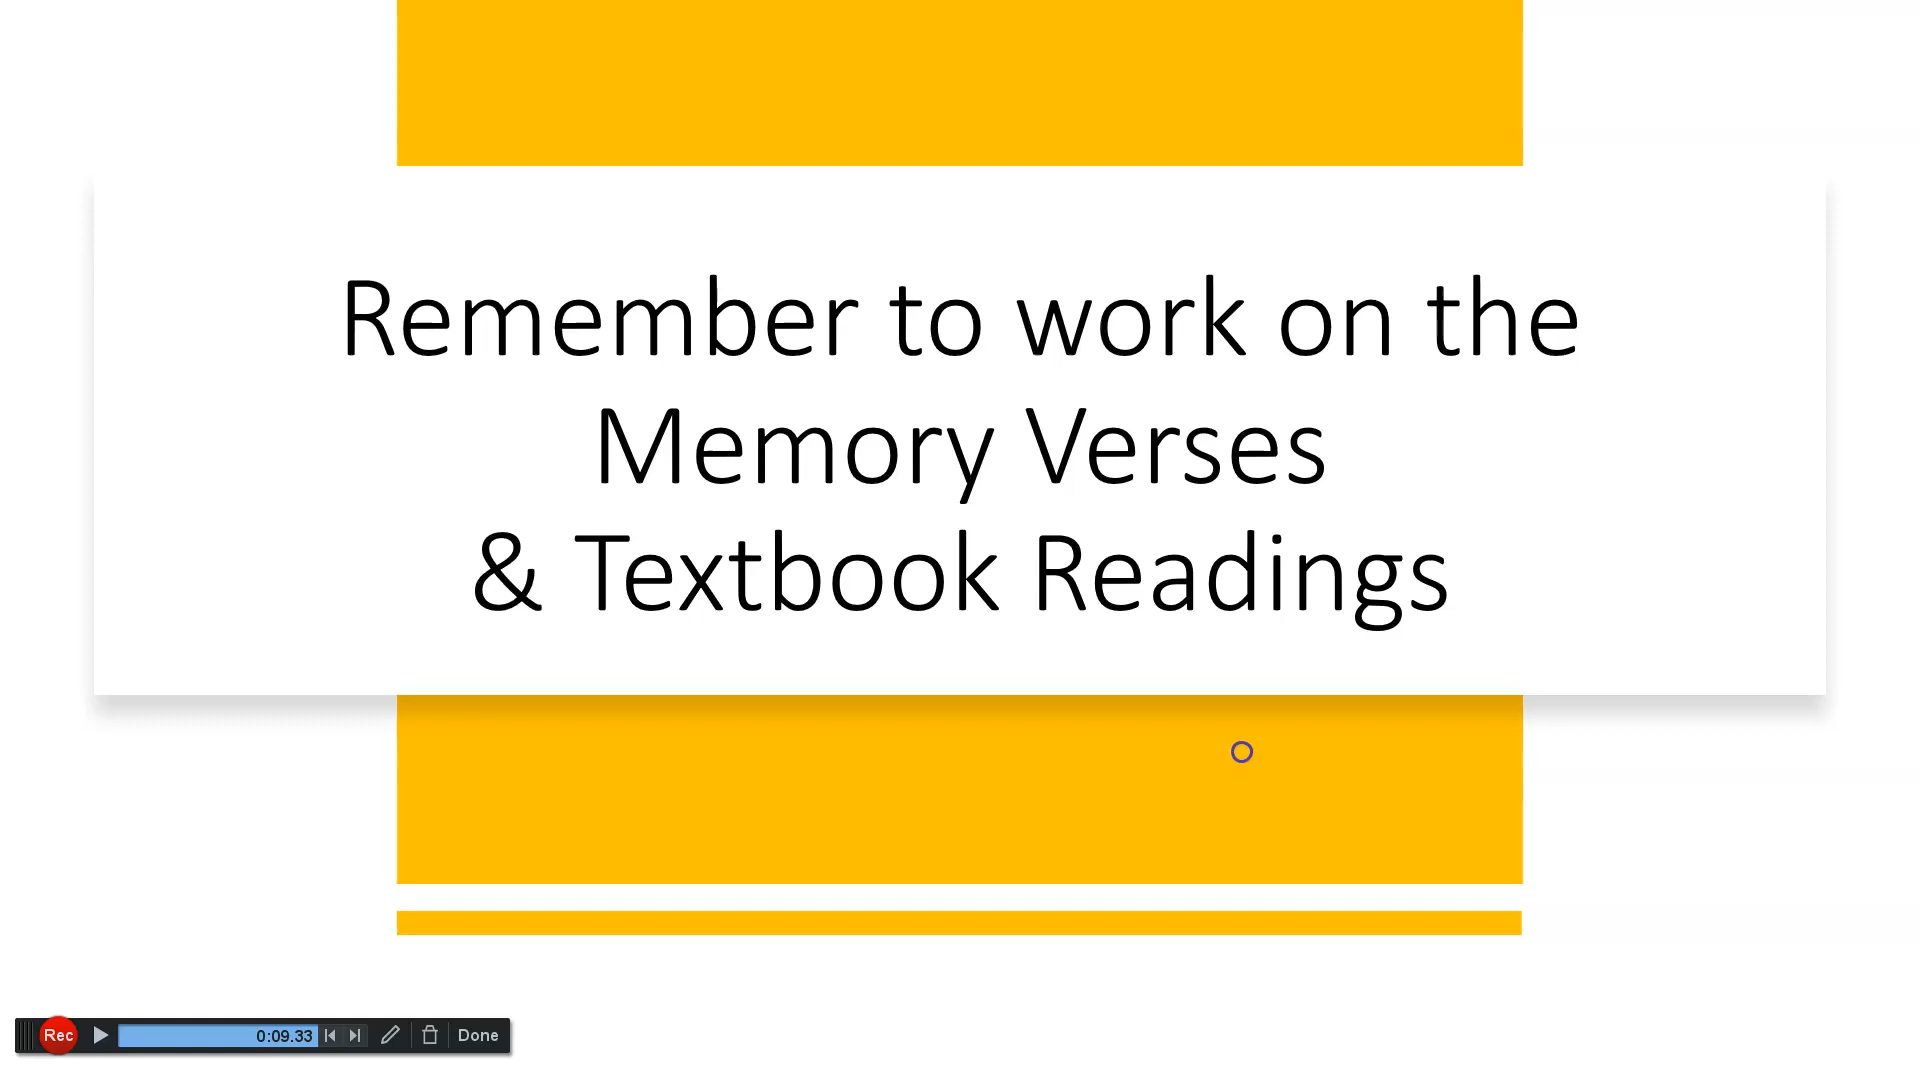 Remember to work on the
Memory Verses
& Textbook Readings
Rec 0:09.33 Done